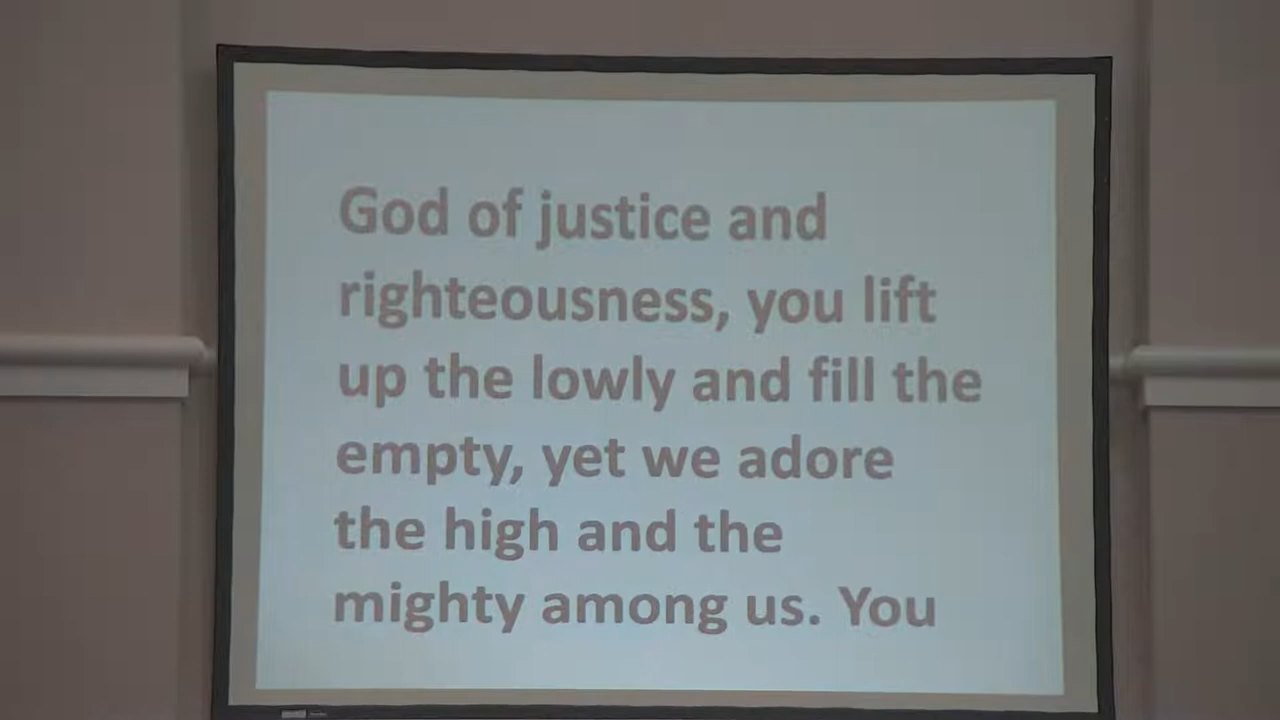 God of justice and
righteousness, you lift
up the lowly and fill the
empty, yet we adore
the high and the
mighty among us. You